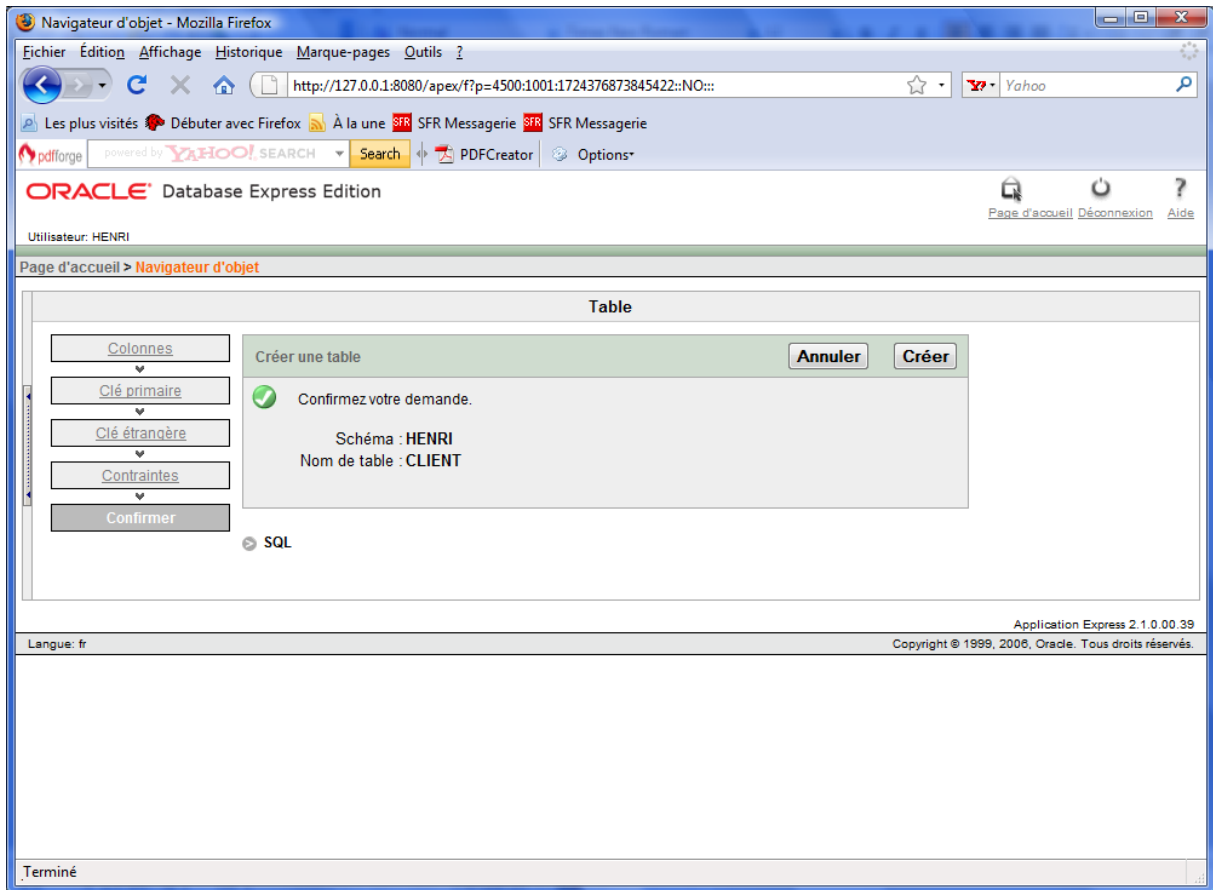 Navigateur d'objet - Mozilla Firefox
Fichier Édition Affichage Historique Marque-pages Outils ?
http://127.0.0.1:8080/apex/f?p=4500:1001:1724376873845422::NO:::
Yahoo
Les plus visités Débuter avec Firefox À la une SFR SFR Messagerie SFR SFR Messagerie
pdfforge powered by YAHOO! SEARCH Search PDFCreator Options
ORACLE Database Express Edition
Page d'accueil Déconnexion Aide
Utilisateur: HENRI
Page d'accueil > Navigateur d'objet
Table
Colonnes
Clé primaire
Clé étrangère
Contraintes
Confirmer
Créer une table Annuler Créer
Confirmez votre demande.
Schéma : HENRI
Nom de table : CLIENT
SQL
Application Express 2.1.0.00.39
Langue: fr Copyright © 1999, 2006, Oracle. Tous droits réservés.
Terminé